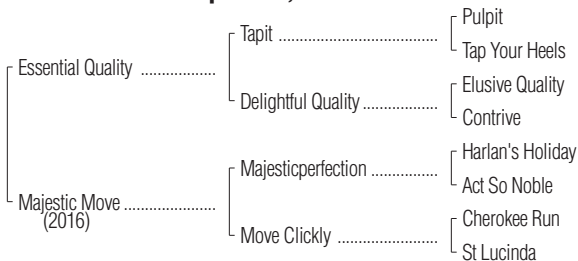 Pulpit
Tapit ........................................
Tap Your Heels
Essential Quality ..................
Elusive Quality
Delightful Quality ...................
Contrive
Harlan's Holiday
Majesticperfection ..................
Act So Noble
Majestic Move ......................
(2016)
Cherokee Run
Move Clickly .........................
St Lucinda